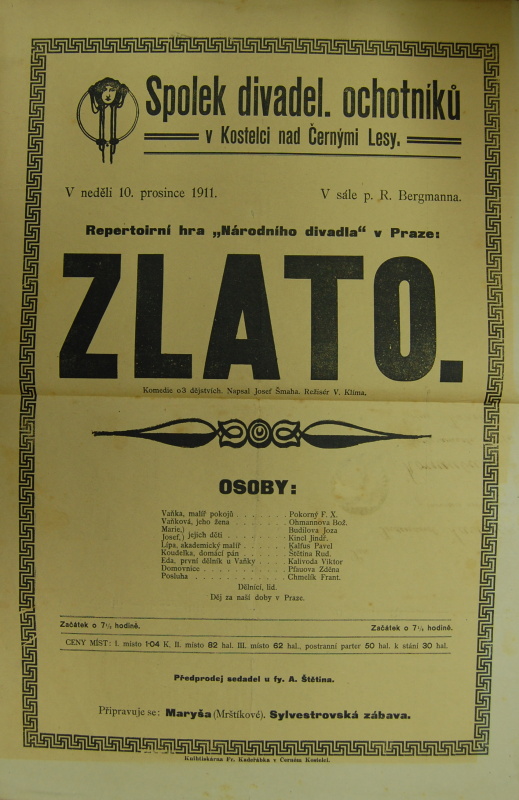 Spolek divadel. ochotníků
v Kostelci nad Černými Lesy.
V neděli 10. prosince 1911. V sále p. R. Bergmanna.
Repertoirní hra „Národního divadla“ v Praze:
ZLATO.
Komedie o 3 dějstvích. Napsal Josef Šmaha. Režisér V. Klíma.
OSOBY:
Vaňka, malíř pokojů . . . . . . Pokorný F. X.
Vaňková, jeho žena . . . . . . Ohmannova Bož.
Marie,) jejich děti . . . . . . Budilova Joza
Josef,) . . . . . . Kincl Jindř.
Lípa, akademický malíř . . . . . . Kalfus Pavel
Koudelka, domácí pán . . . . . . Štětina Rud.
Eda, první dělník u Vaňky . . . . . . Kalivoda Viktor
Domovnice . . . . . . Pfauova Zděna
Posluha . . . . . . Chmelík Frant.
Dělníci, lid.
Děj za naší doby v Praze.
Začátek o 7½ hodině. Začátek o 7½ hodině.
CENY MÍST: I. místo 1·04 K, II. místo 82 hal. III. místo 62 hal., postranní parter 50 hal. k stání 30 hal.
Předprodej sedadel u fy. A. Štětina.
Připravuje se: Maryša (Mrštíkové). Sylvestrovská zábava.
Knihtiskárna Fr. Kadeřábka v Černém Kostelci.